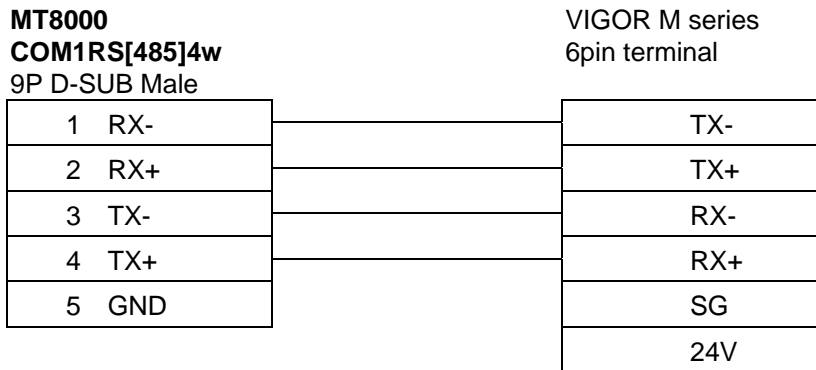 MT8000
COM1RS[485]4w
9P D-SUB Male
VIGOR M series
6pin terminal
1 RX- TX-
2 RX+ TX+
3 TX- RX-
4 TX+ RX+
5 GND SG
24V